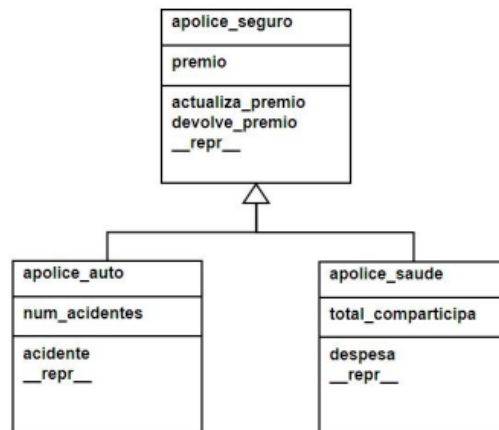 apolice_seguro
premio
actualiza_premio
devolve_premio
__repr__
apolice_auto
num_acidentes
acidente
__repr__
apolice_saude
total_comparticipa
despesa
__repr__